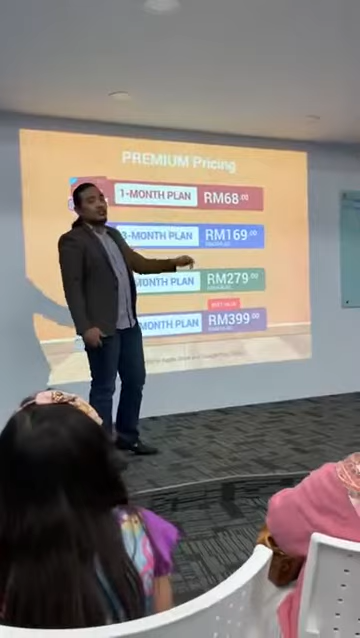 PREMIUM Pricing
1-MONTH PLAN RM68.00
3-MONTH PLAN RM169.00
MONTH PLAN RM279.00
BEST VALUE
MONTH PLAN RM399.00